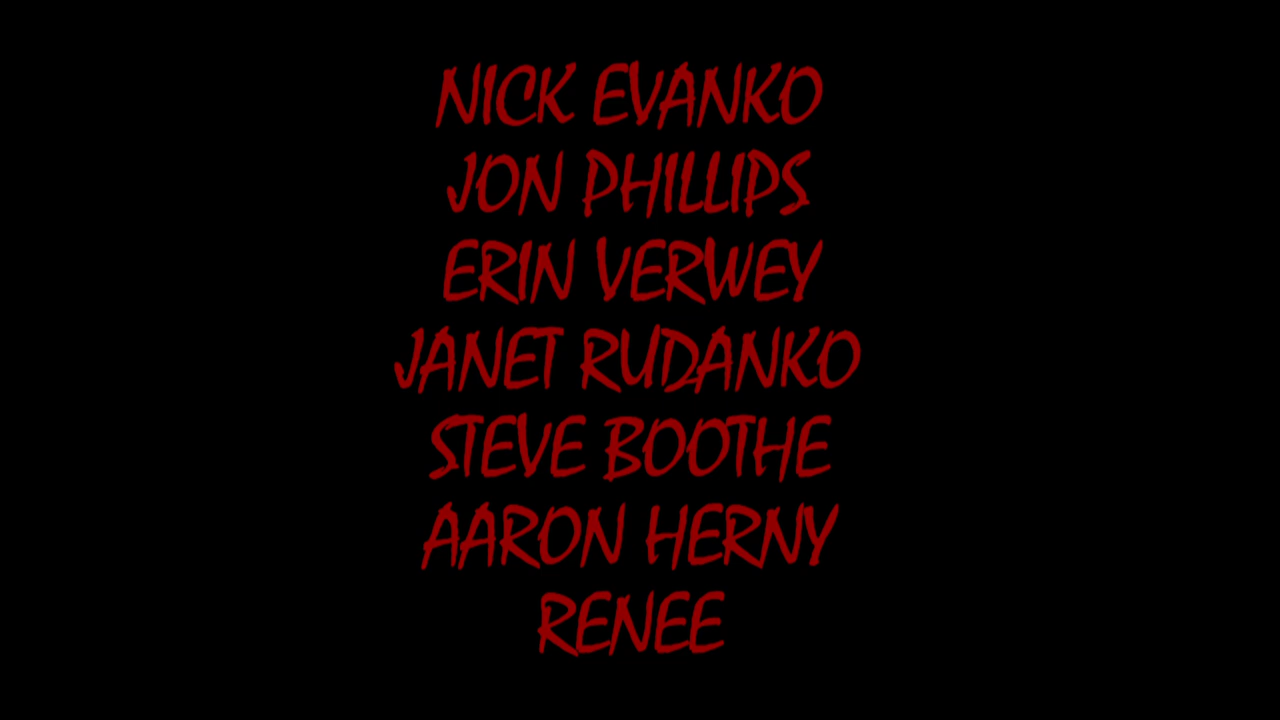 NICK EVANKO
JON PHILLIPS
ERIN VERWEY
JANET RUDANKO
STEVE BOOTHE
AARON HERNY
RENEE